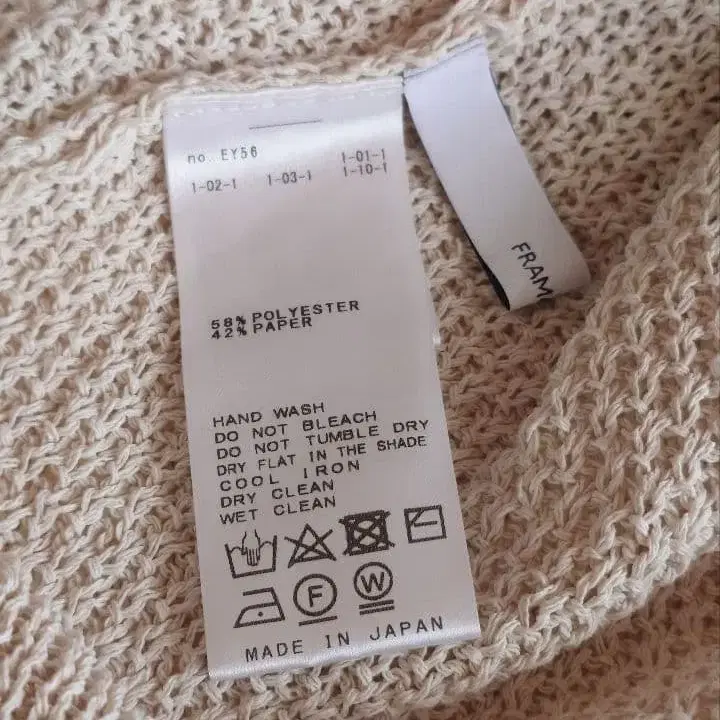 no. EY56
1-01-1
1-02-1 1-03-1 1-10-1
58% POLYESTER
42% PAPER
HAND WASH
DO NOT BLEACH
DO NOT TUMBLE DRY
DRY FLAT IN THE SHADE
COOL IRON
DRY CLEAN
WET CLEAN
F W
MADE IN JAPAN
FRAM